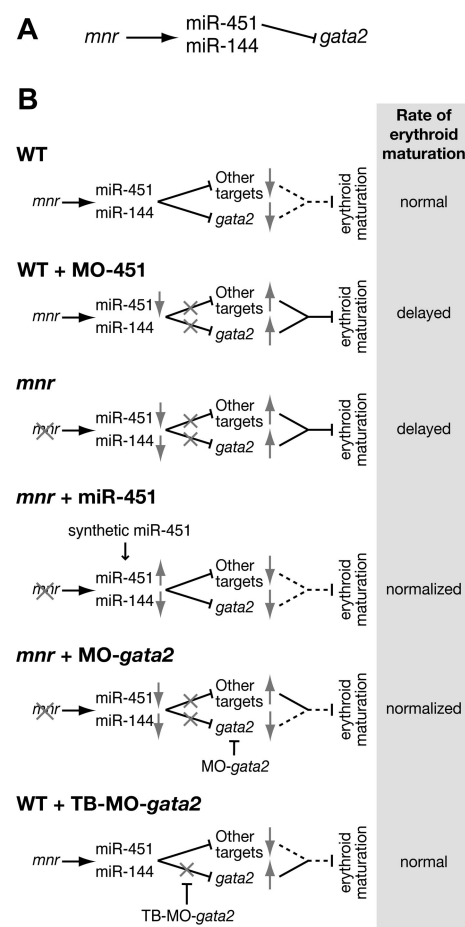 A
mnr
miR-451
miR-144
gata2
B
Rate of
erythroid
maturation
WT
mnr
miR-451
miR-144
Other
targets
gata2
erythroid
maturation
normal
WT + MO-451
mnr
miR-451
miR-144
Other
targets
gata2
erythroid
maturation
delayed
mnr
mnr
miR-451
miR-144
Other
targets
gata2
erythroid
maturation
delayed
mnr + miR-451
synthetic miR-451
mnr
miR-451
miR-144
Other
targets
gata2
erythroid
maturation
normalized
mnr + MO-gata2
mnr
miR-451
miR-144
Other
targets
gata2
MO-gata2
erythroid
maturation
normalized
WT + TB-MO-gata2
mnr
miR-451
miR-144
Other
targets
gata2
TB-MO-gata2
erythroid
maturation
normal